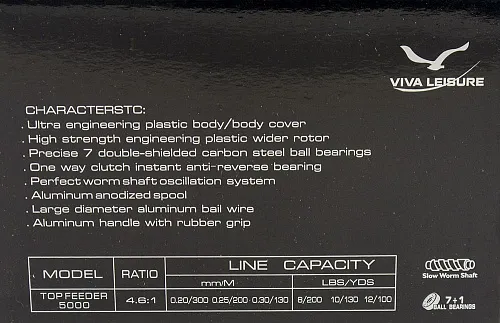 VIVA LEISURE
CHARACTERSTC:
. Ultra engineering plastic body/body cover
. High strength engineering plastic wider rotor
. Precise 7 double-shielded carbon steel ball bearings
. One way clutch instant anti-reverse bearing
. Perfect worm shaft oscillation system
. Aluminum anodized spool
. Large diameter aluminum bail wire
. Aluminum handle with rubber grip
MODEL RATIO LINE CAPACITY
mm/M LBS/YDS
TOP FEEDER 5000 4.6:1 0.20/300 0.25/200 0.30/130 8/200 10/130 12/100
Slow Worm Shaft
7+1
BALL BEARINGS